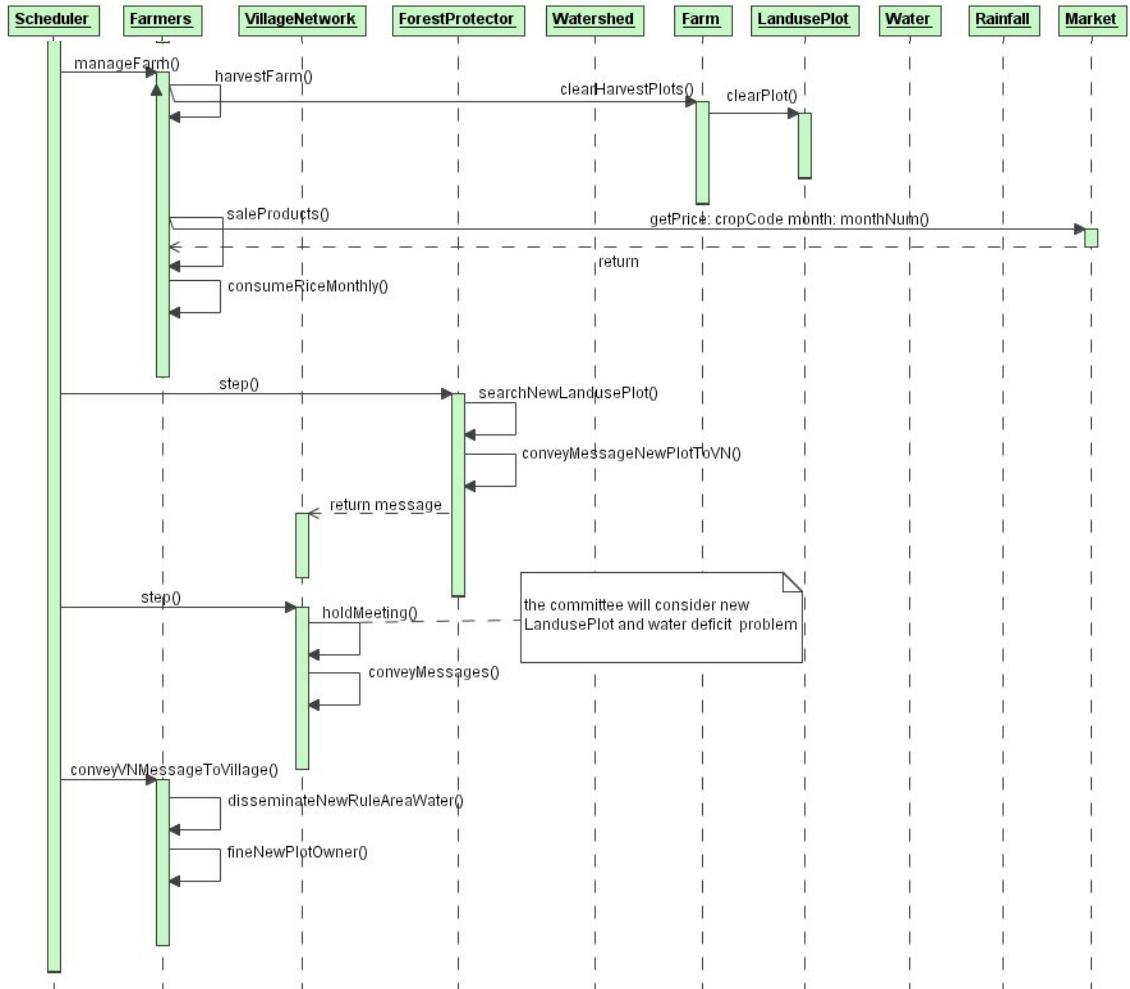 Scheduler
Farmers
VillageNetwork
ForestProtector
Watershed
Farm
LandusePlot
Water
Rainfall
Market
manageFarm()
harvestFarm()
clearHarvestPlots()
clearPlot()
saleProducts()
getPrice: cropCode month: monthNum()
return
consumeRiceMonthly()
step()
searchNewLandusePlot()
conveyMessageNewPlotToVN()
return message
step()
holdMeeting()
the committee will consider new
LandusePlot and water deficit problem
conveyMessages()
conveyVNMessageToVillage()
disseminateNewRuleAreaWater()
fineNewPlotOwner()